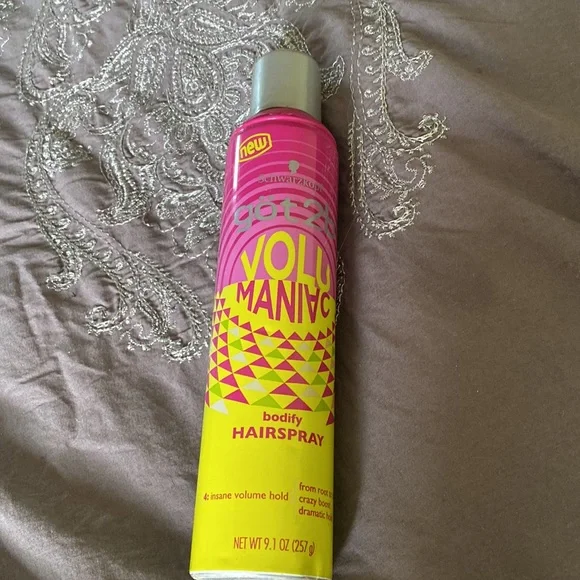 new
Schwarzkopf
göt2b
VOLU
MANIAC
bodify
HAIRSPRAY
4: insane volume hold
from root
crazy boost
dramatic
NET WT 9.1 OZ (257g)